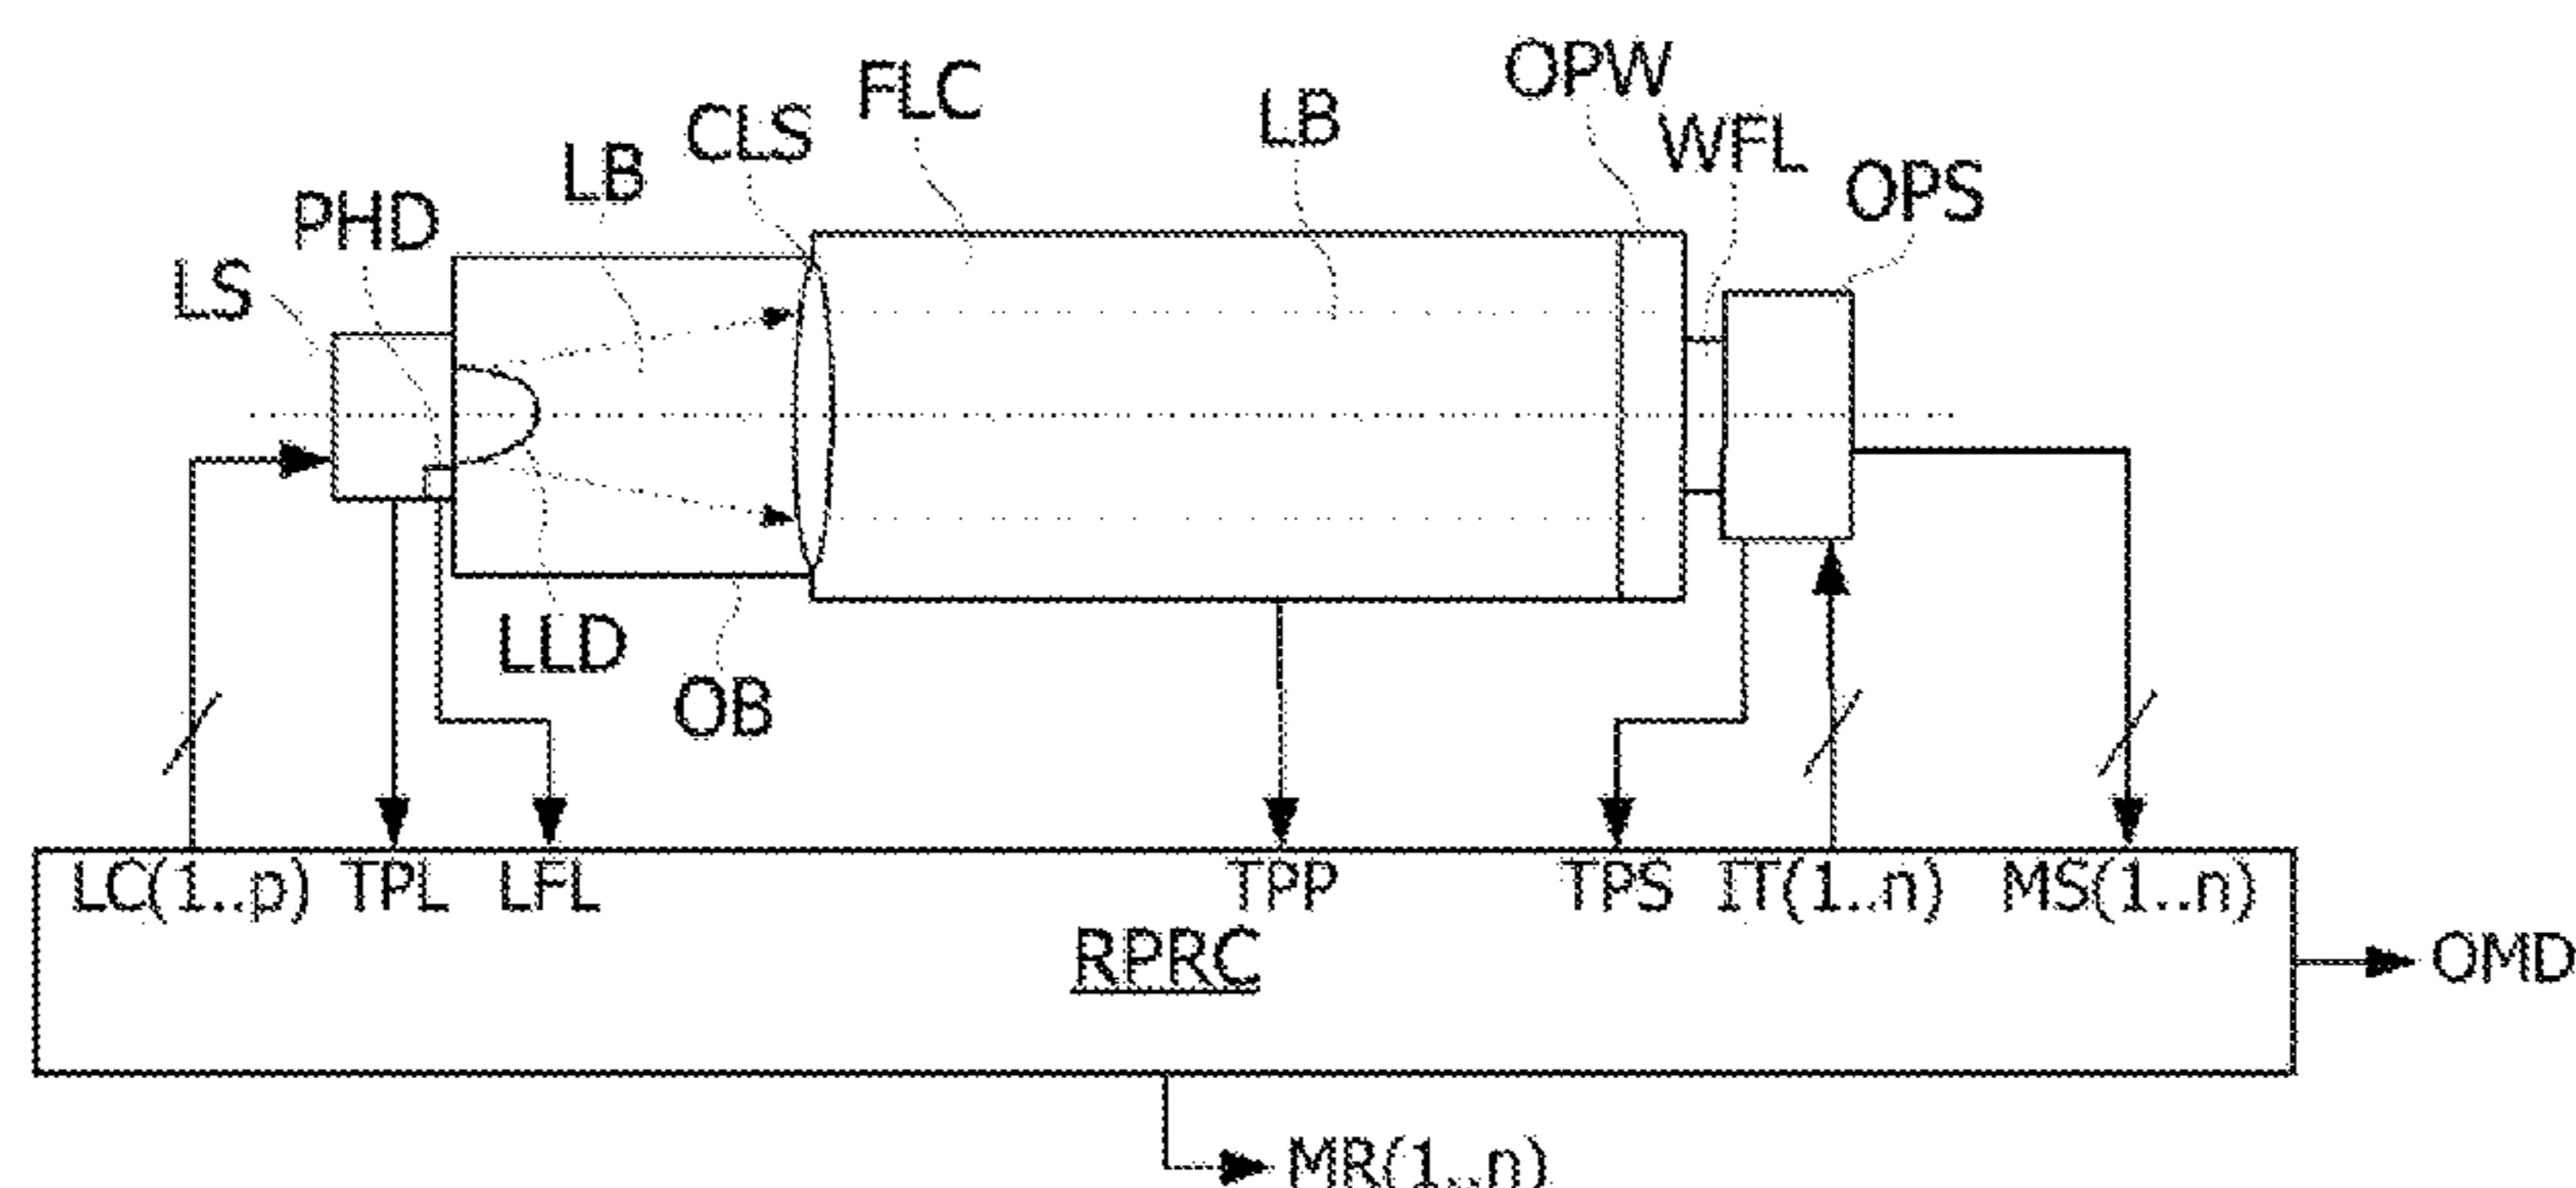 OPW
FLC
LB
CLS
WFL
LB
OPS
PHD
LS
LLD
OB
LC(1..p) TPL LFL TPP TPS IT(1..n) MS(1..n)
RPRC
OMD
MR(1..n)